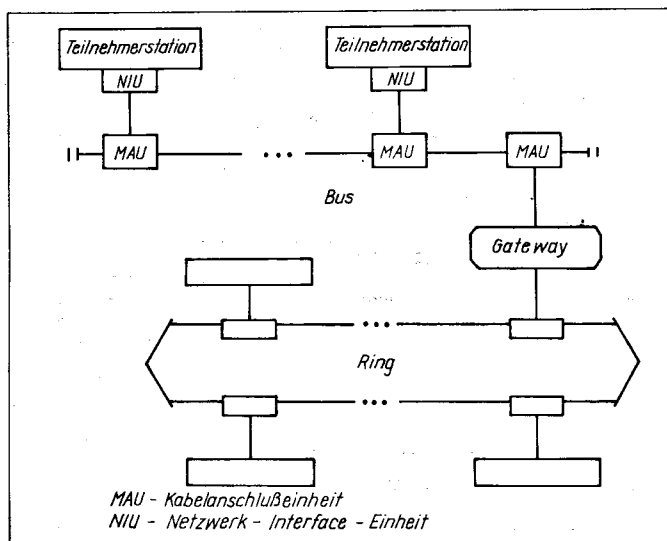 Teilnehmerstation
Teilnehmerstation
NIU
NIU
MAU
MAU
MAU
Bus
Gateway
Ring
MAU - Kabelanschlußeinheit
NIU - Netzwerk - Interface - Einheit